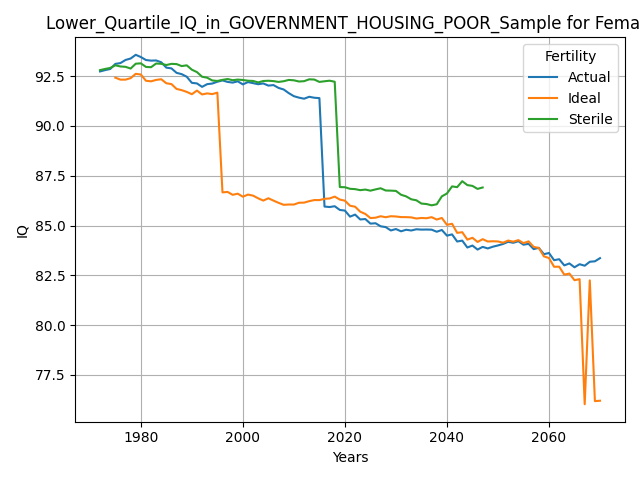 Lower_Quartile_IQ_in_GOVERNMENT_HOUSING_POOR_Sample for Fema
Fertility
Actual
Ideal
Sterile
IQ
92.5
90.0
87.5
85.0
82.5
80.0
77.5
1980
2000
2020
2040
2060
Years